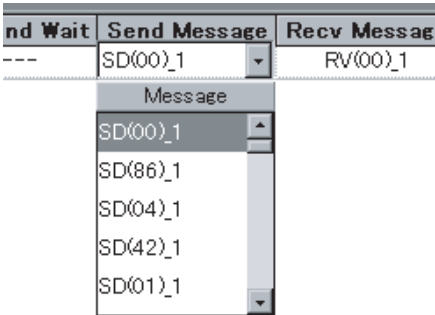 nd Wait Send Message Recv Messag
--- SD(00)_1 RV(00)_1
Message
SD(00)_1
SD(86)_1
SD(04)_1
SD(42)_1
SD(01)_1